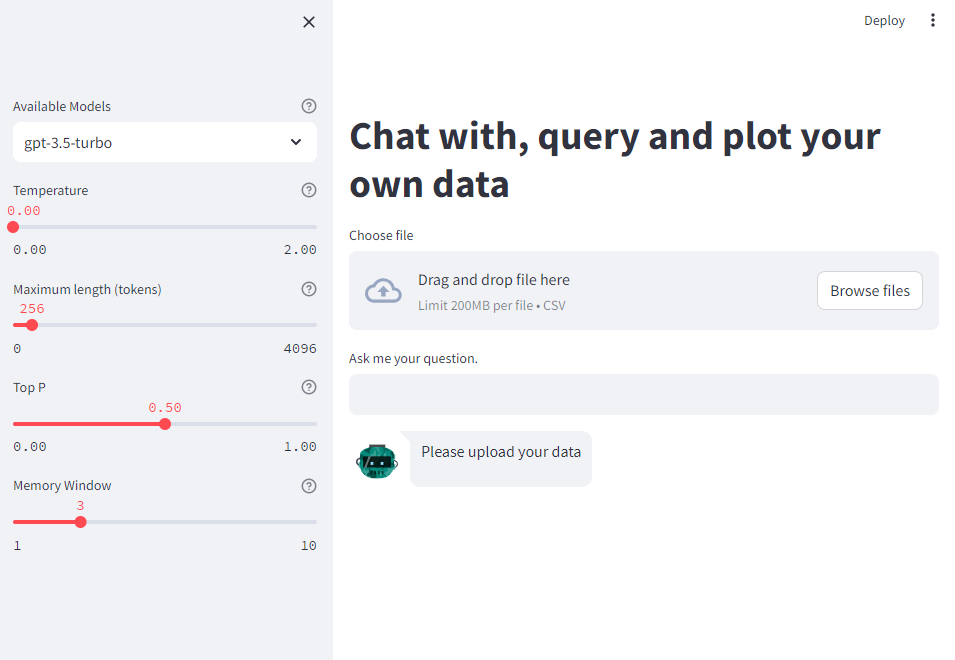 Deploy
Available Models
gpt-3.5-turbo
Temperature
0.00
0.00 2.00
Maximum length (tokens)
256
0 4096
Top P
0.50
0.00 1.00
Memory Window
3
1 10
Chat with, query and plot your
own data
Choose file
Drag and drop file here
Limit 200MB per file • CSV
Browse files
Ask me your question.
Please upload your data